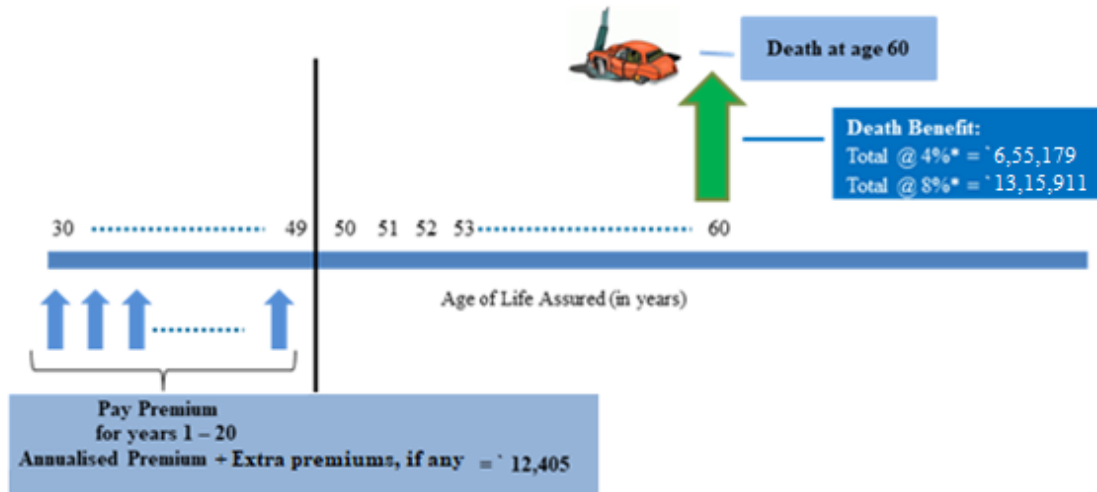 Death at age 60
Death Benefit:
Total @ 4%* = ` 6,55,179
Total @ 8%* = ` 13,15,911
30 49 50 51 52 53 60
Age of Life Assured (in years)
Pay Premium
for years 1 – 20
Annualised Premium + Extra premiums, if any = ` 12,405